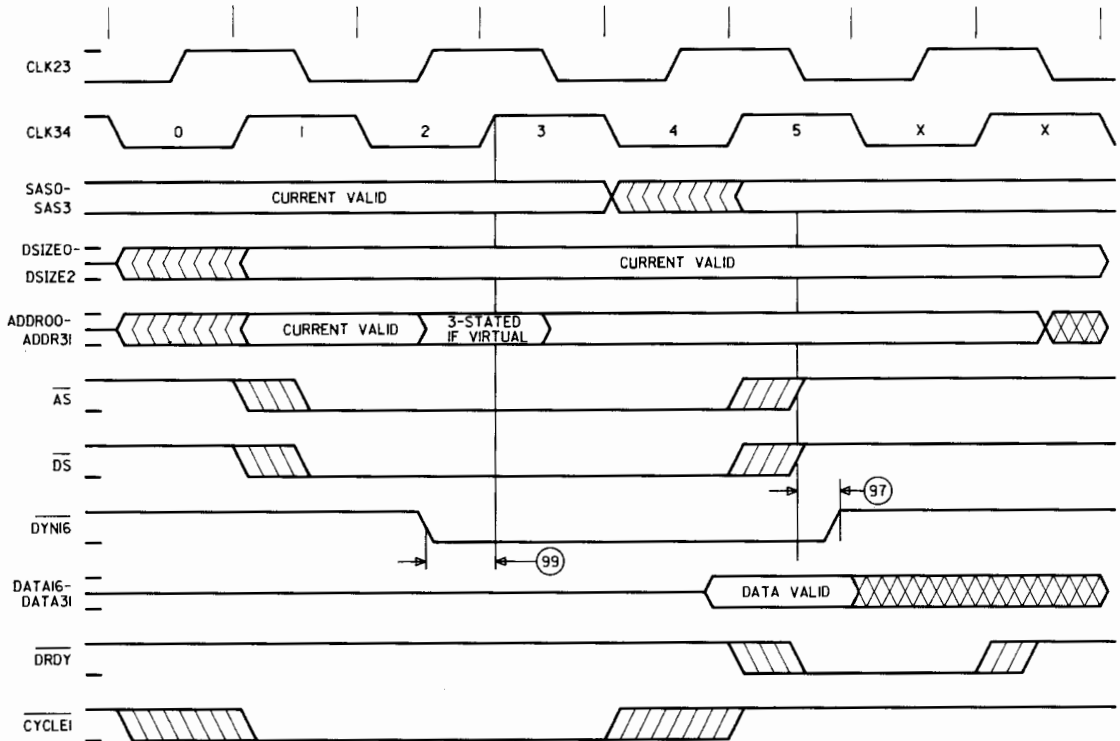 CLK23
CLK34
0 1 2 3 4 5 X X
SAS0-
SAS3
CURRENT VALID
DSIZE0-
DSIZE2
CURRENT VALID
ADDR00-
ADDR31
CURRENT VALID
3-STATED
IF VIRTUAL
AS
DS
97
DYN16
99
DATA16-
DATA31
DATA VALID
DRDY
CYCLEI